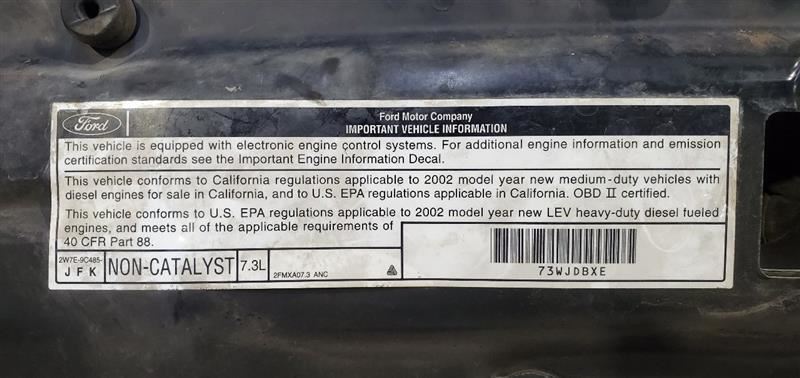 Ford
Ford Motor Company
IMPORTANT VEHICLE INFORMATION
This vehicle is equipped with electronic engine control systems. For additional engine information and emission
certification standards see the Important Engine Information Decal.
This vehicle conforms to California regulations applicable to 2002 model year new medium-duty vehicles with
diesel engines for sale in California, and to U.S. EPA regulations applicable in California. OBD II certified.
This vehicle conforms to U.S. EPA regulations applicable to 2002 model year new LEV heavy-duty diesel fueled
engines, and meets all of the applicable requirements of
40 CFR Part 88.
2W7E-9C485-
JFK
NON-CATALYST
7.3L
2FMXA07.3 ANC
73WJDBXE